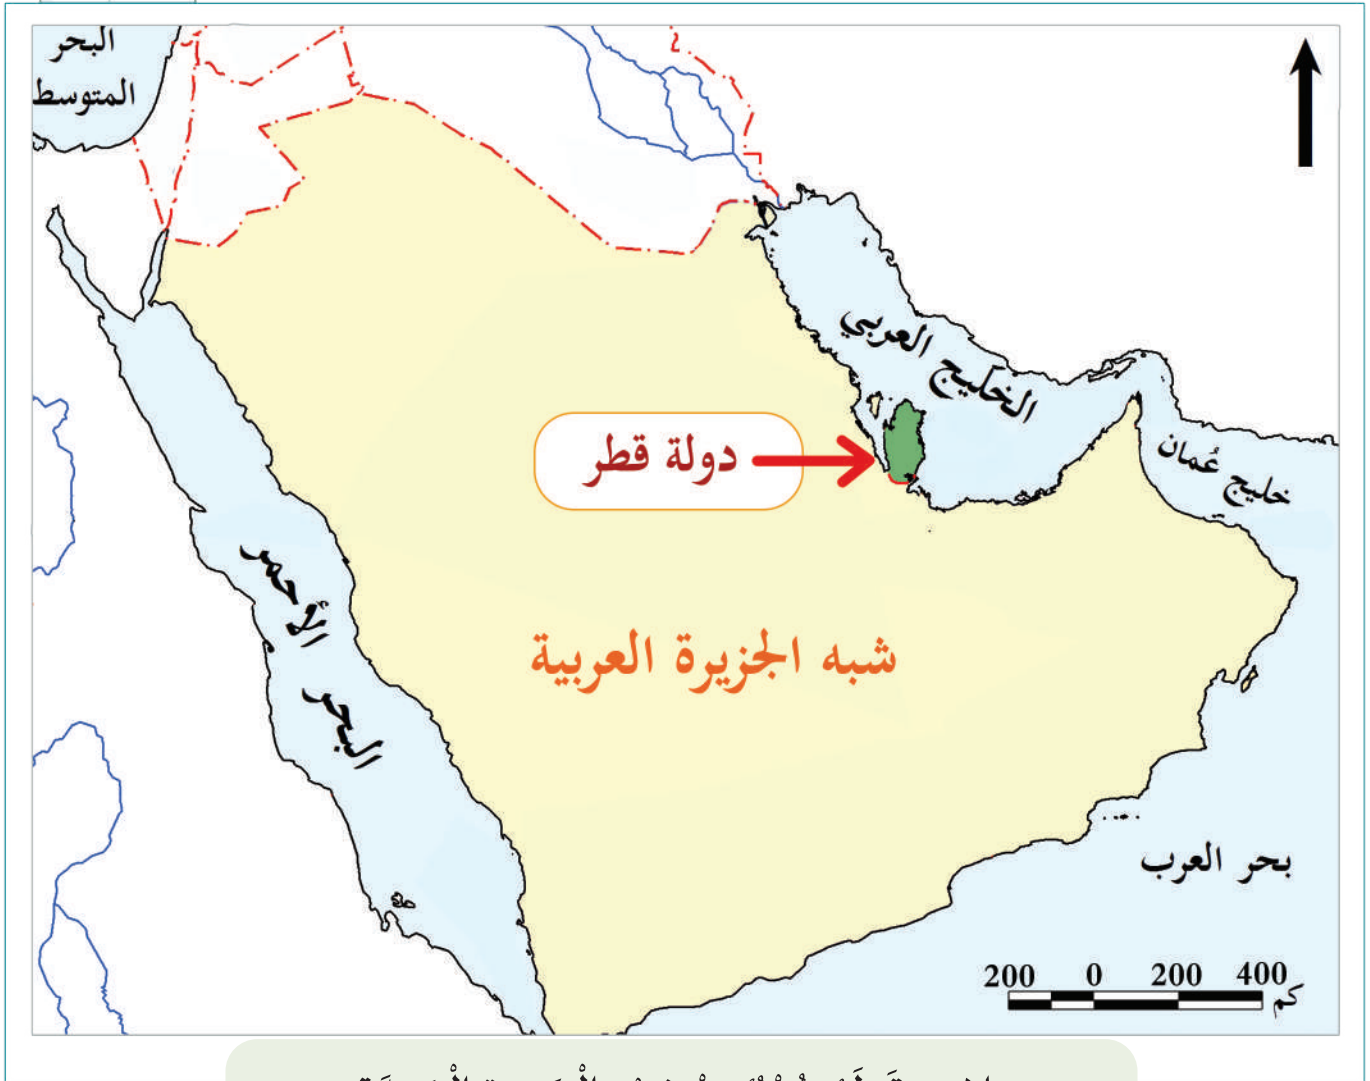 البحر
المتوسط
الخليج العربي
دولة قطر
خليج عُمان
البحر الأحمر
شبه الجزيرة العربية
بحر العرب
200 0 200 400
كم